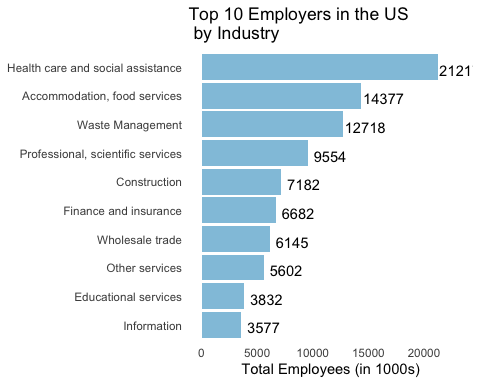 Top 10 Employers in the US
by Industry
Health care and social assistance 2121
Accommodation, food services 14377
Waste Management 12718
Professional, scientific services 9554
Construction 7182
Finance and insurance 6682
Wholesale trade 6145
Other services 5602
Educational services 3832
Information 3577
0 5000 10000 15000 20000
Total Employees (in 1000s)